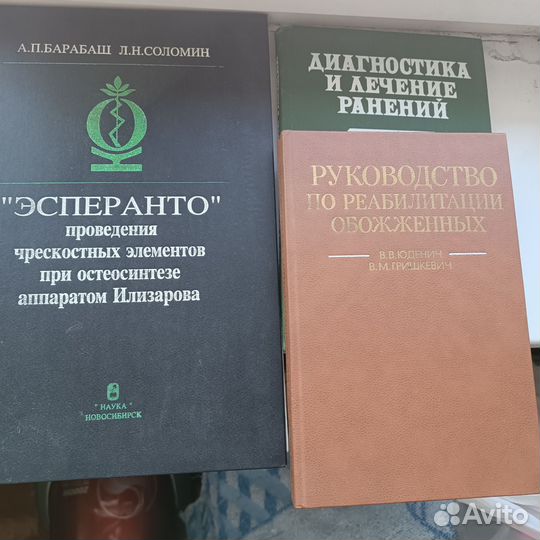 А.П.БАРАБАШ Л.Н.СОЛОМИН
"ЭСПЕРАНТО"
проведения
чрескостных элементов
при остеосинтезе
аппаратом Илизарова
"НАУКА"
НОВОСИБИРСК
ДИАГНОСТИКА
И ЛЕЧЕНИЕ
РАНЕНИЙ
РУКОВОДСТВО
ПО РЕАБИЛИТАЦИИ
ОБОЖЖЕННЫХ
В.В.ЮДЕНИЧ
В.М.ГРИШКЕВИЧ
Avito